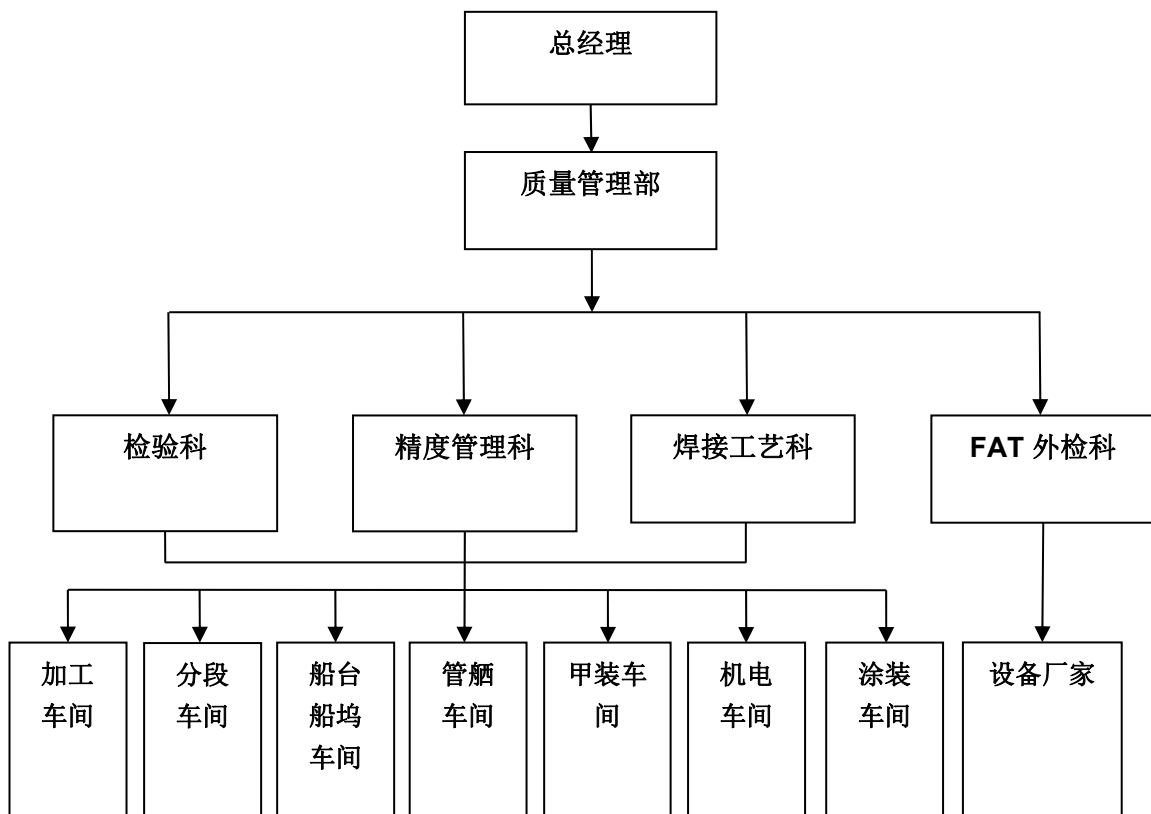 总经理
质量管理部
检验科
精度管理科
焊接工艺科
FAT 外检科
加工
车间
分段
车间
船台
船坞
车间
管舾
车间
甲装车
间
机电
车间
涂装
车间
设备厂家